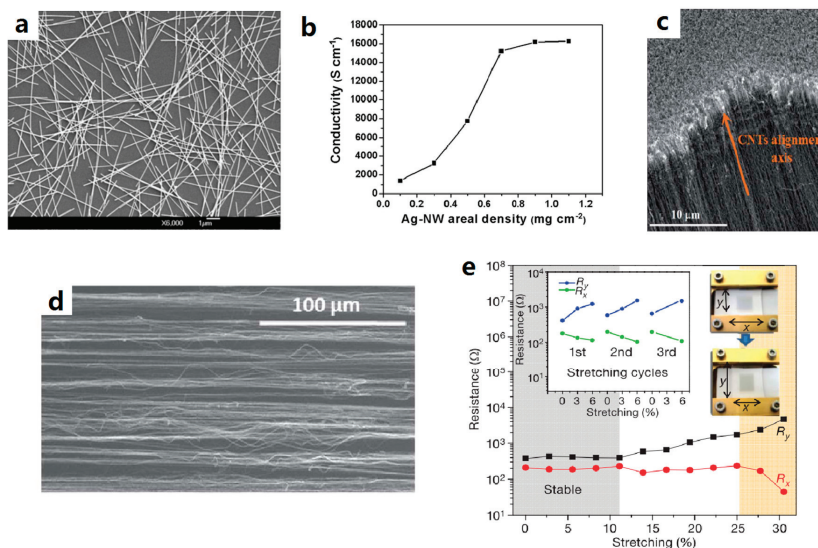 a
X6,000 1μm
b
18000
16000
14000
12000
10000
8000
6000
4000
2000
0
Conductivity (S cm⁻¹)
0.0 0.2 0.4 0.6 0.8 1.0 1.2
Ag-NW areal density (mg cm⁻²)
c
CNTs alignment
axis
10 μm
d
100 μm
e
10⁸
10⁷
10⁶
10⁵
10⁴
10³
10²
10¹
Resistance (Ω)
10⁴
10³
10²
10¹
Resistance (Ω)
Ry
Rx
1st 2nd 3rd
Stretching cycles
0 3 6 0 3 6 0 3 6
Stretching (%)
y
x
y
x
Ry
Rx
Stable
0 5 10 15 20 25 30
Stretching (%)